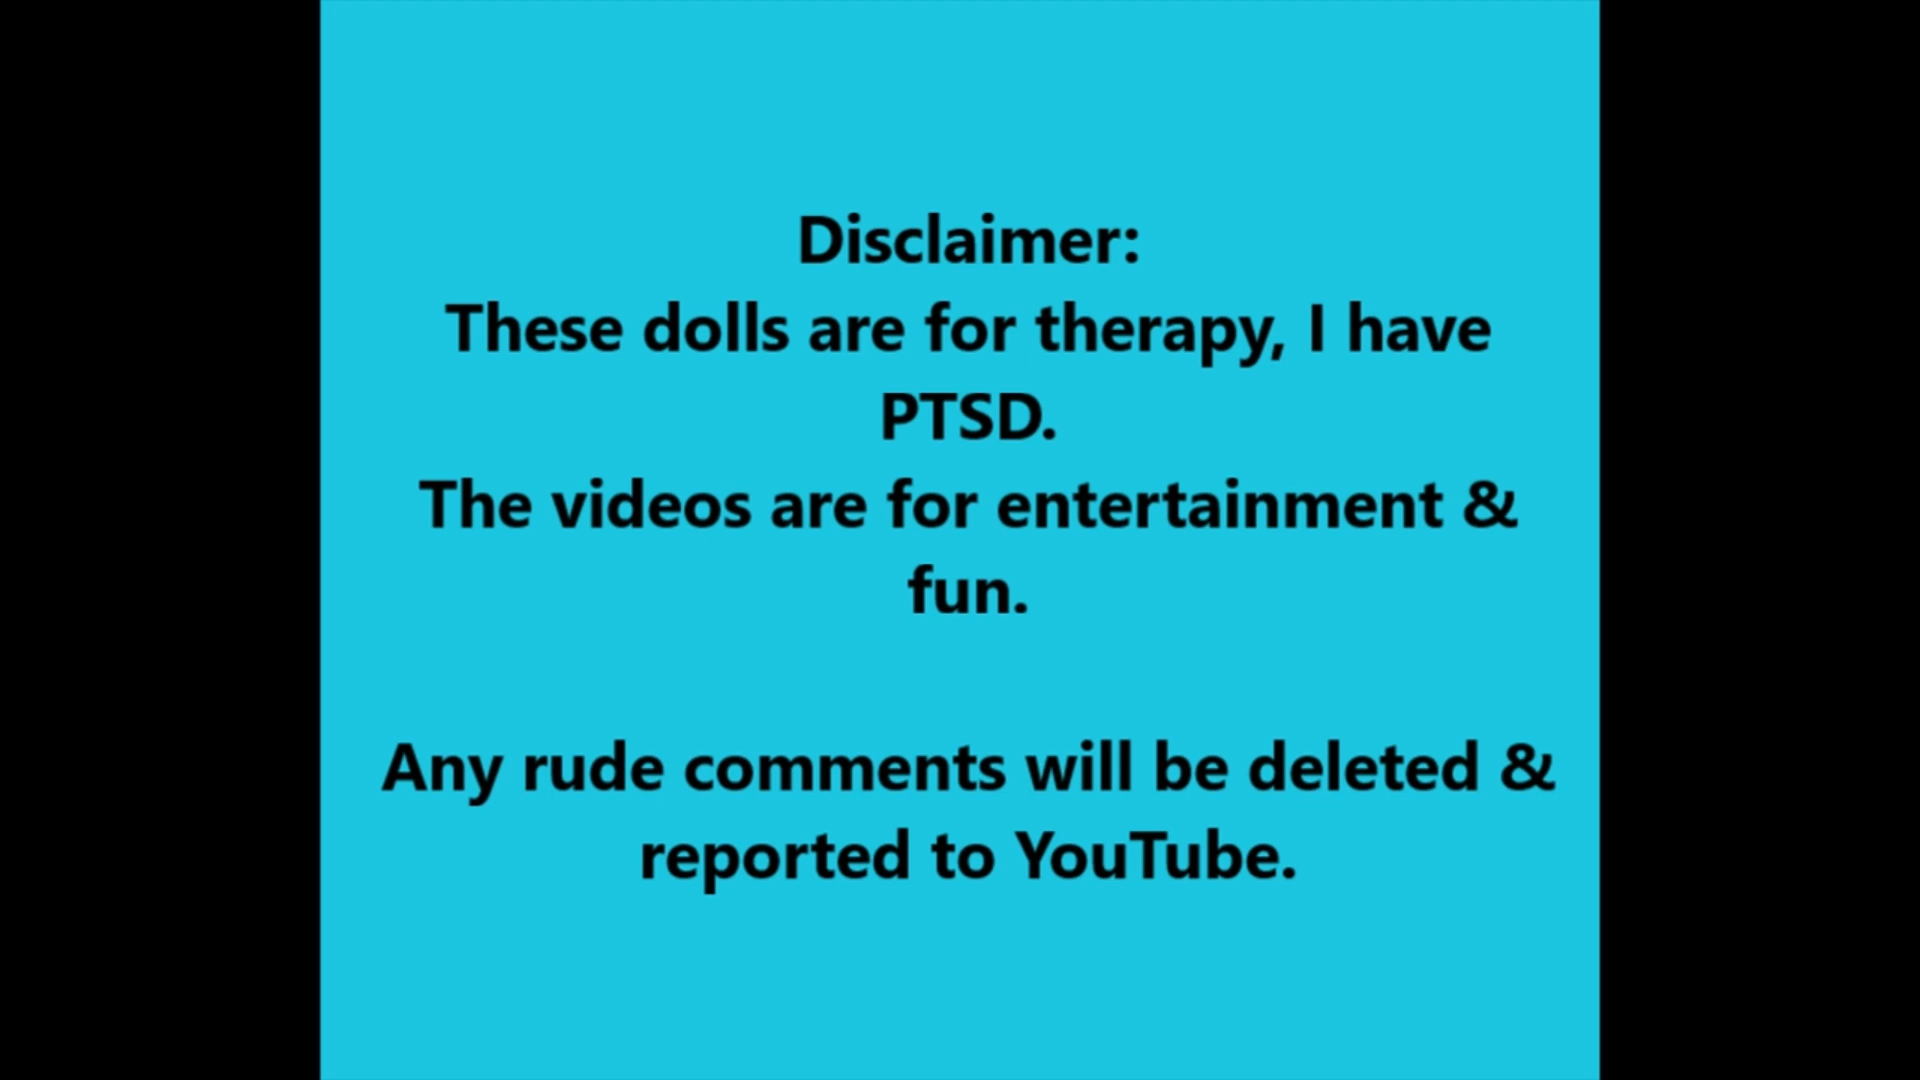 Disclaimer:
These dolls are for therapy, I have
PTSD.
The videos are for entertainment &
fun.
Any rude comments will be deleted &
reported to YouTube.